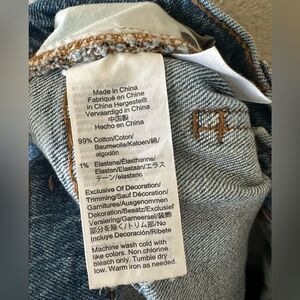 Made in China
Fabriqué en Chine
in China Hergestellt
Vervaardigd in China
中国製
Hecho en China
99% Cotton/Coton/
Baumwolle/Katoen/綿/
algodón
1% Elastane/Élasthanne/
Elastan/Elastaan/エラス
テーン/elastano
Exclusive Of Decoration/
Trimming/Sauf Décoration/
Garnitures/Ausgenommen
Dekoration/Besatz/Exclusief
Versiering/Garneersel/装飾
部分を除く/トリム部/No
Incluye Decoración/Ribete
Machine wash cold with
like colors. Non chlorine
bleach only. Tumble dry
low. Warm iron as needed.